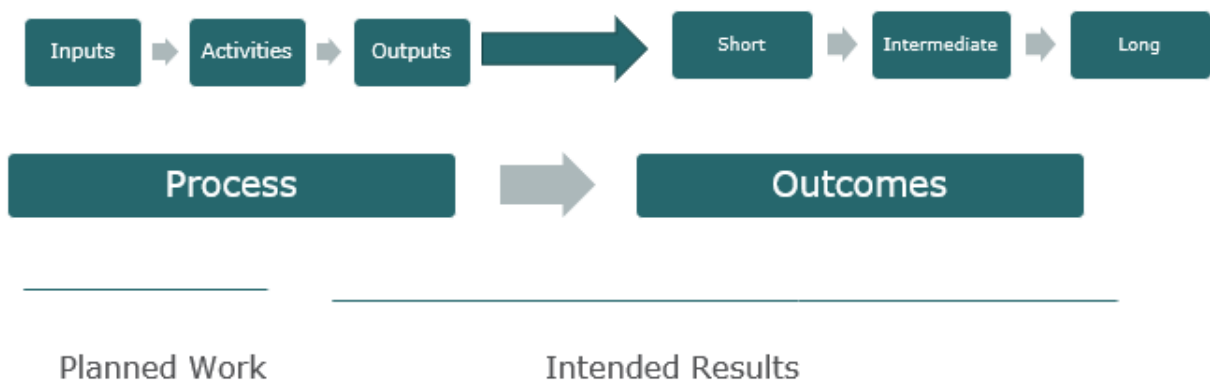 Inputs
Activities
Outputs
Short
Intermediate
Long
Process
Outcomes
Planned Work
Intended Results